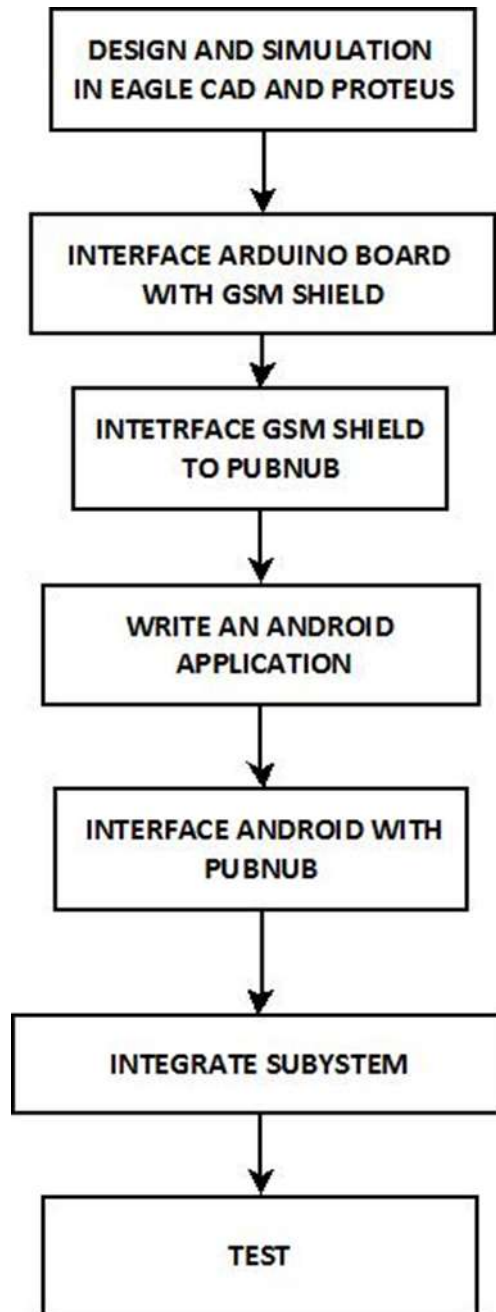 DESIGN AND SIMULATION
IN EAGLE CAD AND PROTEUS
INTERFACE ARDUINO BOARD
WITH GSM SHIELD
INTETRFACE GSM SHIELD
TO PUBNUB
WRITE AN ANDROID
APPLICATION
INTERFACE ANDROID WITH
PUBNUB
INTEGRATE SUBYSTEM
TEST